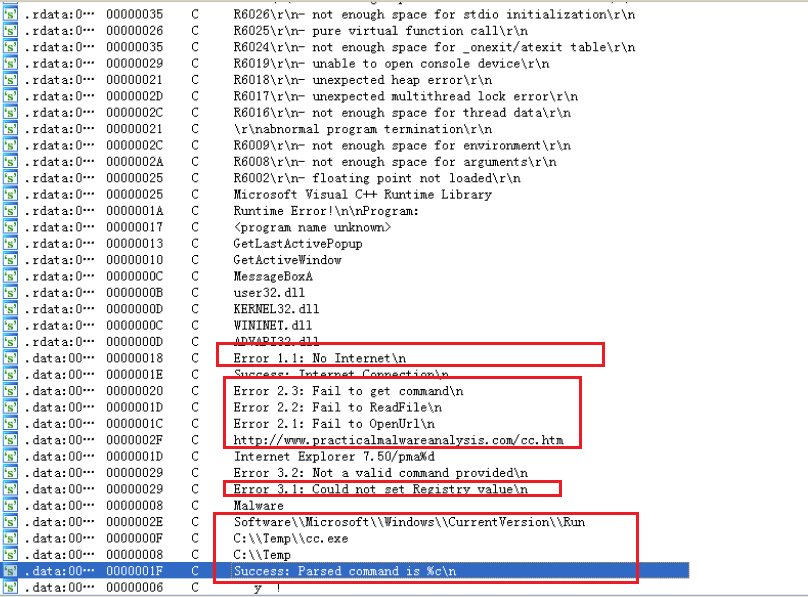 .rdata:0··· 00000035 C R6026\r\n- not enough space for stdio initialization\r\n
.rdata:0··· 00000026 C R6025\r\n- pure virtual function call\r\n
.rdata:0··· 00000035 C R6024\r\n- not enough space for _onexit/atexit table\r\n
.rdata:0··· 00000029 C R6019\r\n- unable to open console device\r\n
.rdata:0··· 00000021 C R6018\r\n- unexpected heap error\r\n
.rdata:0··· 0000002D C R6017\r\n- unexpected multithread lock error\r\n
.rdata:0··· 0000002C C R6016\r\n- not enough space for thread data\r\n
.rdata:0··· 00000021 C \r\nabnormal program termination\r\n
.rdata:0··· 0000002C C R6009\r\n- not enough space for environment\r\n
.rdata:0··· 0000002A C R6008\r\n- not enough space for arguments\r\n
.rdata:0··· 00000025 C R6002\r\n- floating point not loaded\r\n
.rdata:0··· 00000025 C Microsoft Visual C++ Runtime Library
.rdata:0··· 0000001A C Runtime Error!\n\nProgram:
.rdata:0··· 00000017 C <program name unknown>
.rdata:0··· 00000013 C GetLastActivePopup
.rdata:0··· 00000010 C GetActiveWindow
.rdata:0··· 0000000C C MessageBoxA
.rdata:0··· 0000000B C user32.dll
.rdata:0··· 0000000D C KERNEL32.dll
.rdata:0··· 0000000C C WININET.dll
.rdata:0··· 0000000D C ADVAPI32.dll
.data:00··· 00000018 C Error 1.1: No Internet\n
.data:00··· 0000001E C Success: Internet Connection\n
.data:00··· 00000020 C Error 2.3: Fail to get command\n
.data:00··· 0000001D C Error 2.2: Fail to ReadFile\n
.data:00··· 0000001C C Error 2.1: Fail to OpenUrl\n
.data:00··· 0000002F C http://www.practicalmalwareanalysis.com/cc.htm
.data:00··· 0000001D C Internet Explorer 7.50/pma%d
.data:00··· 00000029 C Error 3.2: Not a valid command provided\n
.data:00··· 00000029 C Error 3.1: Could not set Registry value\n
.data:00··· 00000008 C Malware
.data:00··· 0000002E C Software\\Microsoft\\Windows\\CurrentVersion\\Run
.data:00··· 0000000F C C:\\Temp\\cc.exe
.data:00··· 00000008 C C:\\Temp
.data:00··· 0000001F C Success: Parsed command is %c\n
.data:00··· 00000006 C y !